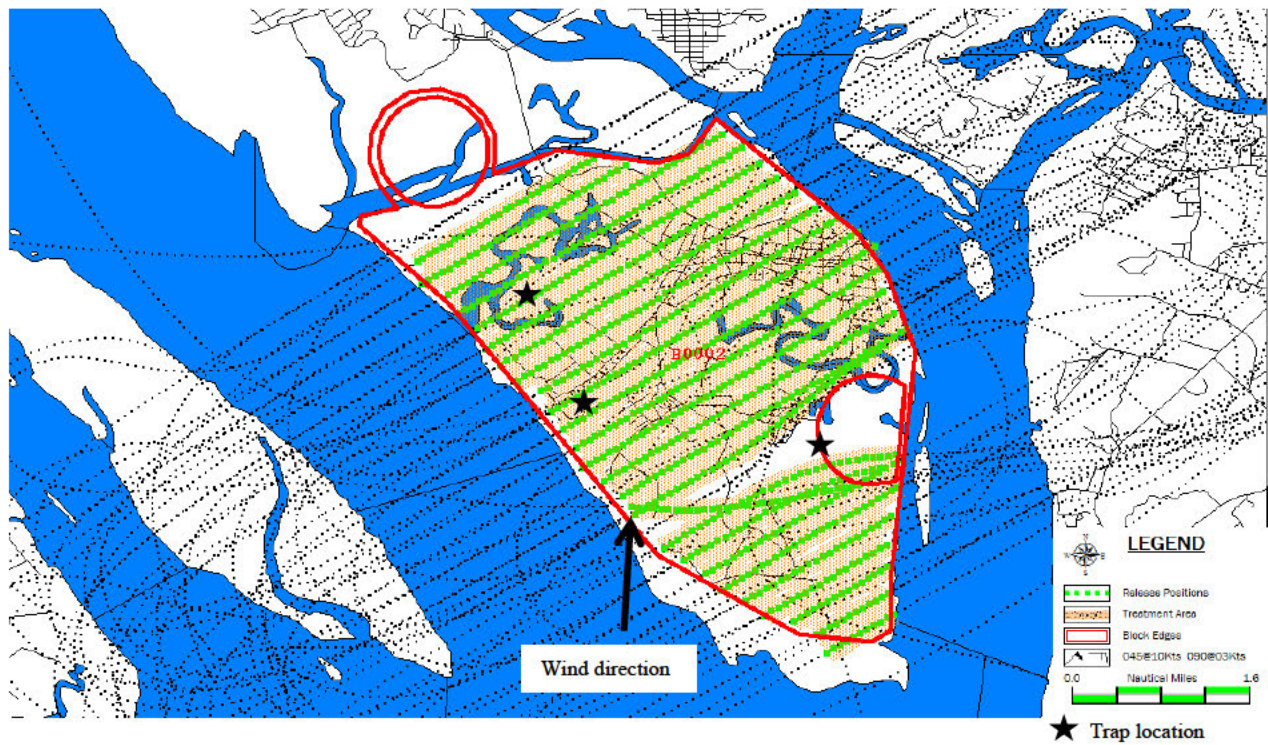 B0002
Wind direction
LEGEND
N
W E
S
Release Positions
Treatment Area
Block Edges
045@10Kts 090@03Kts
0.0 Nautical Miles 1.6
Trap location